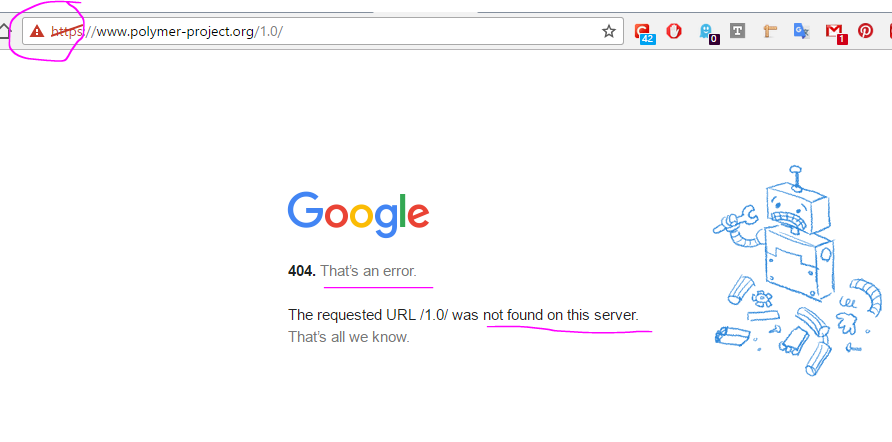 https://www.polymer-project.org/1.0/
42
0
T
G
1
Google
404. That's an error.
The requested URL /1.0/ was not found on this server.
That's all we know.